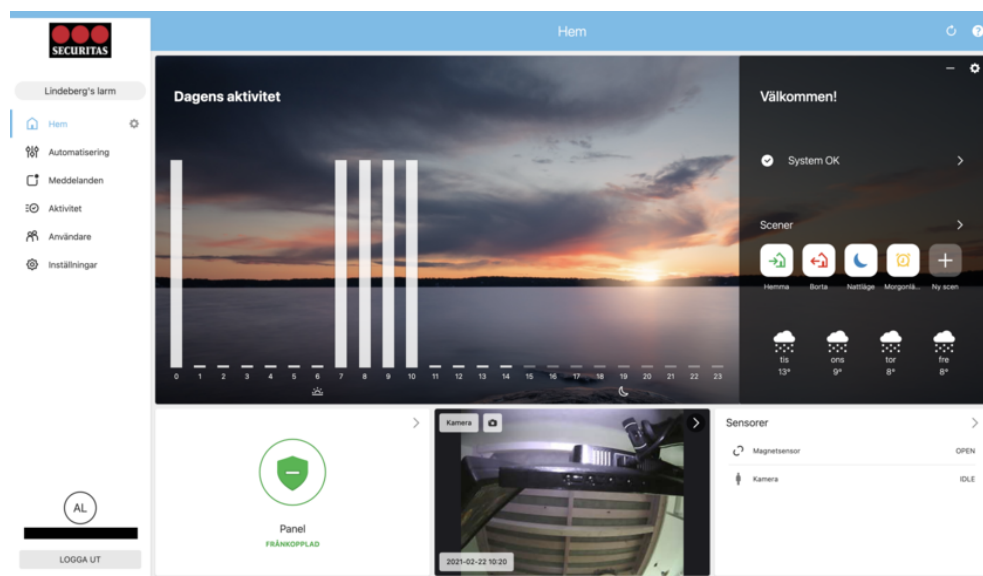 Hem
SECURITAS
Lindeberg's larm
Hem
Automatisering
Meddelanden
Aktivitet
Användare
Inställningar
AL
LOGGA UT
Dagens aktivitet
0 1 2 3 4 5 6 7 8 9 10 11 12 13 14 15 16 17 18 19 20 21 22 23
Välkommen!
System OK
Scener
Hemma Borta Nattläge Morgonlä... Ny scen
tis ons tor fre
13° 9° 8° 8°
Panel
FRÅNKOPPLAD
Kamera
2021-02-22 10:20
Sensorer
Magnetsensor OPEN
Kamera IDLE